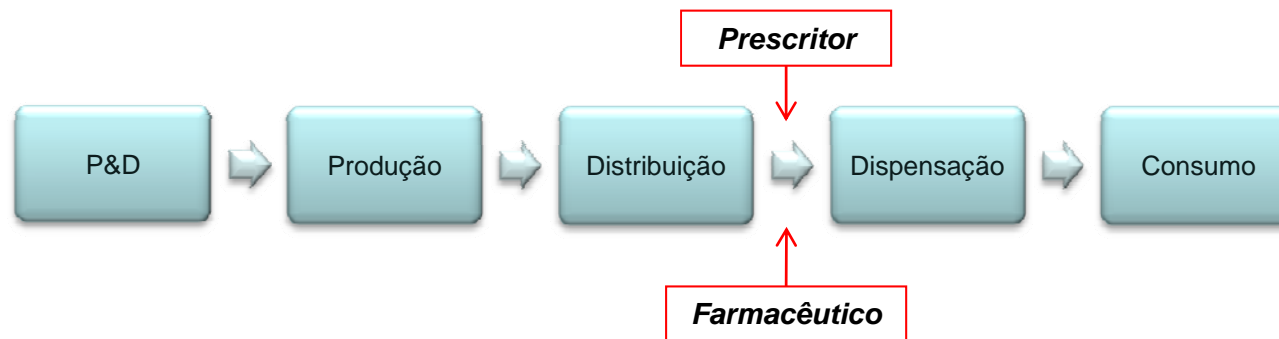 Prescritor
P&D
Produção
Distribuição
Dispensação
Consumo
Farmacêutico